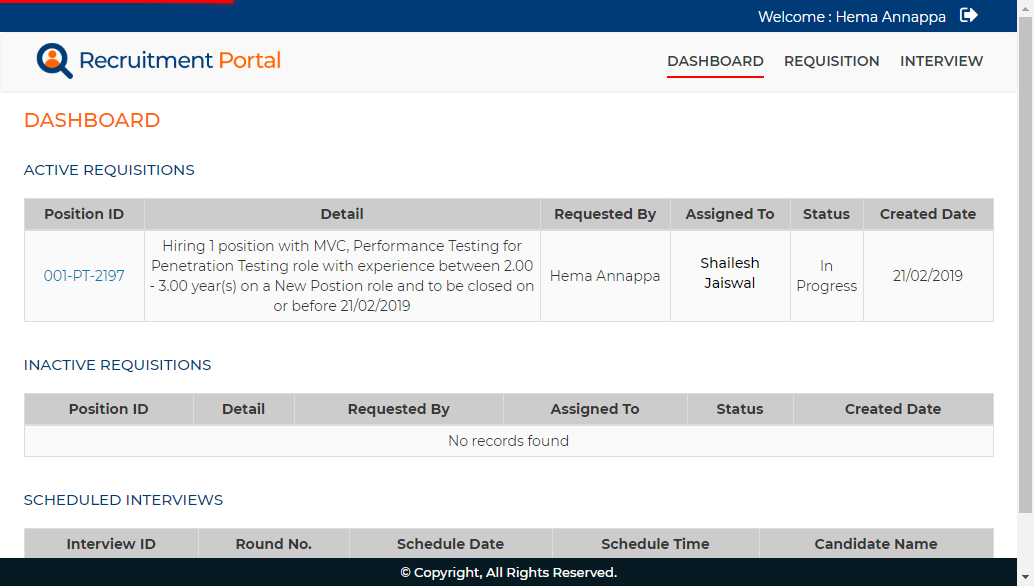 Welcome : Hema Annappa
Recruitment Portal
DASHBOARD REQUISITION INTERVIEW
DASHBOARD
ACTIVE REQUISITIONS
Position ID Detail Requested By Assigned To Status Created Date
001-PT-2197
Hiring 1 position with MVC, Performance Testing for
Penetration Testing role with experience between 2.00
- 3.00 year(s) on a New Postion role and to be closed on
or before 21/02/2019
Hema Annappa
Shailesh
Jaiswal
In
Progress
21/02/2019
INACTIVE REQUISITIONS
Position ID Detail Requested By Assigned To Status Created Date
No records found
SCHEDULED INTERVIEWS
Interview ID Round No. Schedule Date Schedule Time Candidate Name
© Copyright, All Rights Reserved.